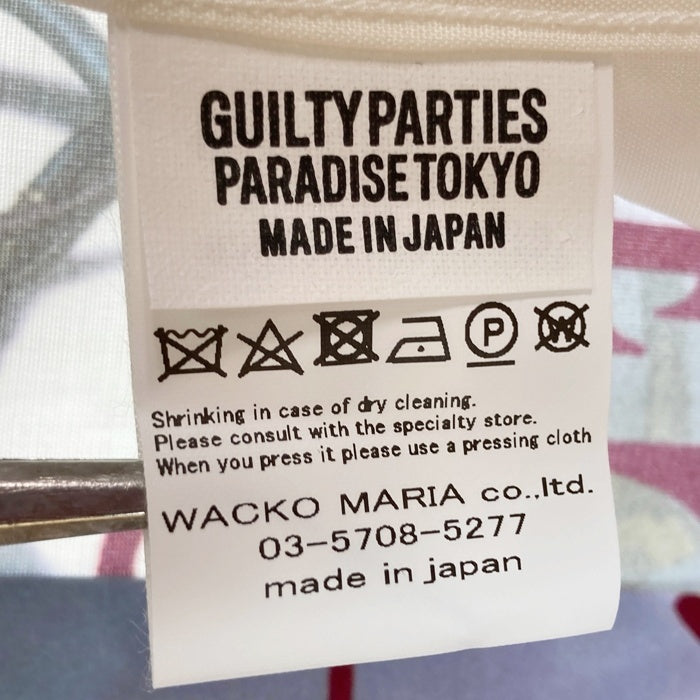 GUILTY PARTIES
PARADISE TOKYO
MADE IN JAPAN
P
W
Shrinking in case of dry cleaning.
Please consult with the specialty store.
When you press it please use a pressing cloth
WACKO MARIA co.,ltd.
03-5708-5277
made in japan